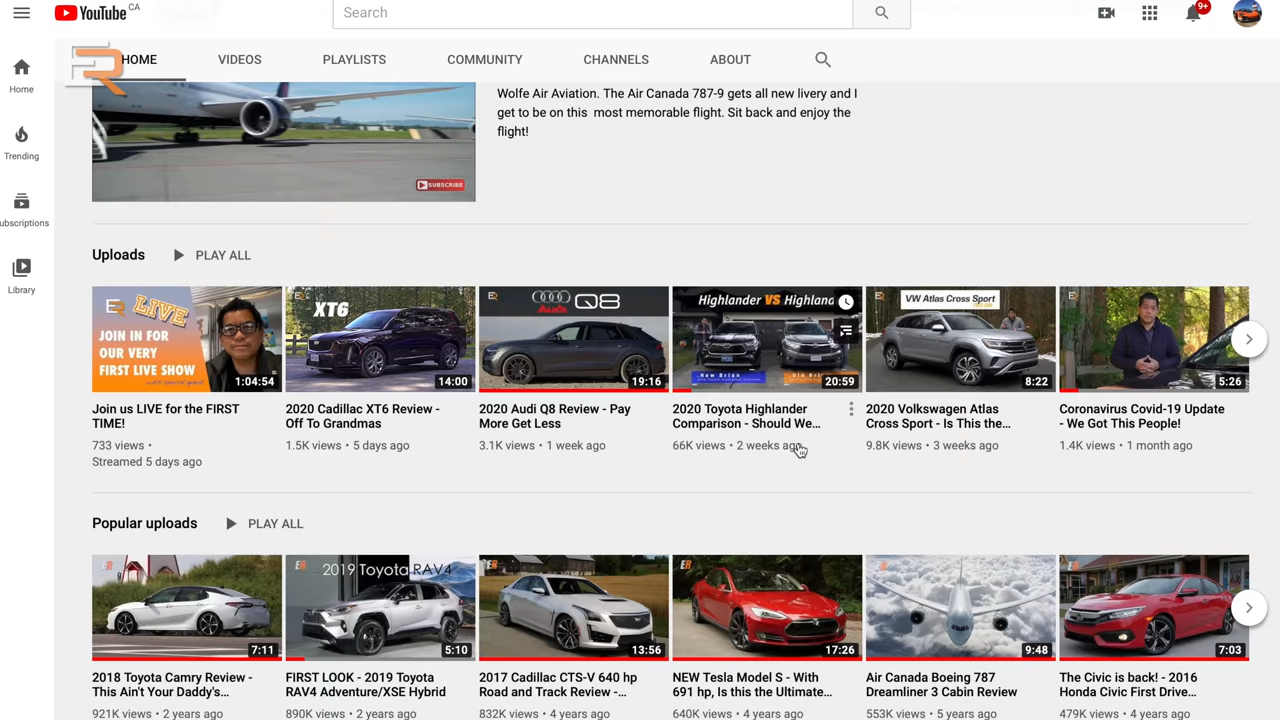 YouTube CA
Search
9+
ER
HOME VIDEOS PLAYLISTS COMMUNITY CHANNELS ABOUT
Home
Trending
ubscriptions
Library
Wolfe Air Aviation. The Air Canada 787-9 gets all new livery and I
get to be on this most memorable flight. Sit back and enjoy the
flight!
SUBSCRIBE
Uploads PLAY ALL
ER LIVE
JOIN IN FOR
OUR VERY
FIRST LIVE SHOW
1:04:54
Join us LIVE for the FIRST
TIME!
733 views •
Streamed 5 days ago
XT6
14:00
2020 Cadillac XT6 Review -
Off To Grandmas
1.5K views • 5 days ago
Audi Q8
19:16
2020 Audi Q8 Review - Pay
More Get Less
3.1K views • 1 week ago
Highlander VS Highland
New Brian
Old Bri
20:59
2020 Toyota Highlander
Comparison - Should We...
66K views • 2 weeks ago
VW Atlas Cross Sport
8:22
2020 Volkswagen Atlas
Cross Sport - Is This the...
9.8K views • 3 weeks ago
5:26
Coronavirus Covid-19 Update
- We Got This People!
1.4K views • 1 month ago
Popular uploads PLAY ALL
7:11
2018 Toyota Camry Review -
This Ain't Your Daddy's...
921K views • 2 years ago
2019 Toyota RAV4
5:10
FIRST LOOK - 2019 Toyota
RAV4 Adventure/XSE Hybrid
890K views • 2 years ago
13:56
2017 Cadillac CTS-V 640 hp
Road and Track Review -...
832K views • 4 years ago
17:26
NEW Tesla Model S - With
691 hp, Is this the Ultimate...
640K views • 4 years ago
9:48
Air Canada Boeing 787
Dreamliner 3 Cabin Review
553K views • 5 years ago
7:03
The Civic is back! - 2016
Honda Civic First Drive...
479K views • 4 years ago